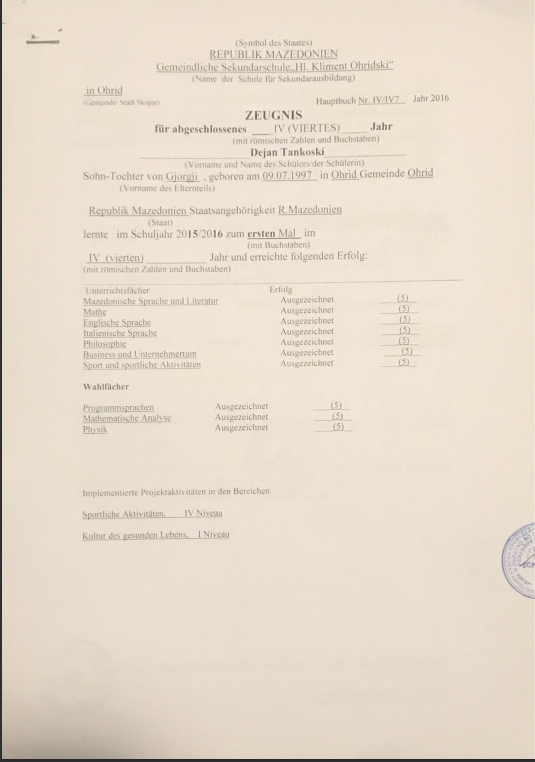 (Symbol des Staates)
REPUBLIK MAZEDONIEN
Gemeindliche Sekundarschule„Hl. Kliment Ohridski"
(Name der Schule für Sekundarausbildung)
in Ohrid
(Gemeinde/ Stadt Skopje)
Hauptbuch Nr. IV/IV7 Jahr 2016
ZEUGNIS
für abgeschlossenes ___ IV (VIERTES)____ Jahr
(mit römischen Zahlen und Buchstaben)
Dejan Tankoski
(Vorname und Name des Schülers/der Schülerin)
Sohn-Tochter von Gjorgji , geboren am 09.07.1997 in Ohrid Gemeinde Ohrid
(Vorname des Elternteils)
Republik Mazedonien Staatsangehörigkeit R.Mazedonien
(Staat)
lernte im Schuljahr 2015/2016 zum ersten Mal im
(mit Buchstaben)
IV (vierten) __________ Jahr und erreichte folgenden Erfolg:
(mit römischen Zahlen und Buchstaben)
Unterrichtsfächer Erfolg
Mazedonische Sprache und Literatur Ausgezeichnet (5)
Mathe Ausgezeichnet (5)
Englische Sprache Ausgezeichnet (5)
Italienische Sprache Ausgezeichnet (5)
Philosophie Ausgezeichnet (5)
Business und Unternehmertum Ausgezeichnet (5)
Sport und sportliche Aktivitäten Ausgezeichnet (5)
Wahlfächer
Programmsprachen Ausgezeichnet (5)
Mathematische Analyse Ausgezeichnet (5)
Physik Ausgezeichnet (5)
Implementierte Projektaktivitäten in den Bereichen:
Sportliche Aktivitäten, IV Niveau
Kultur des gesunden Lebens, I Niveau